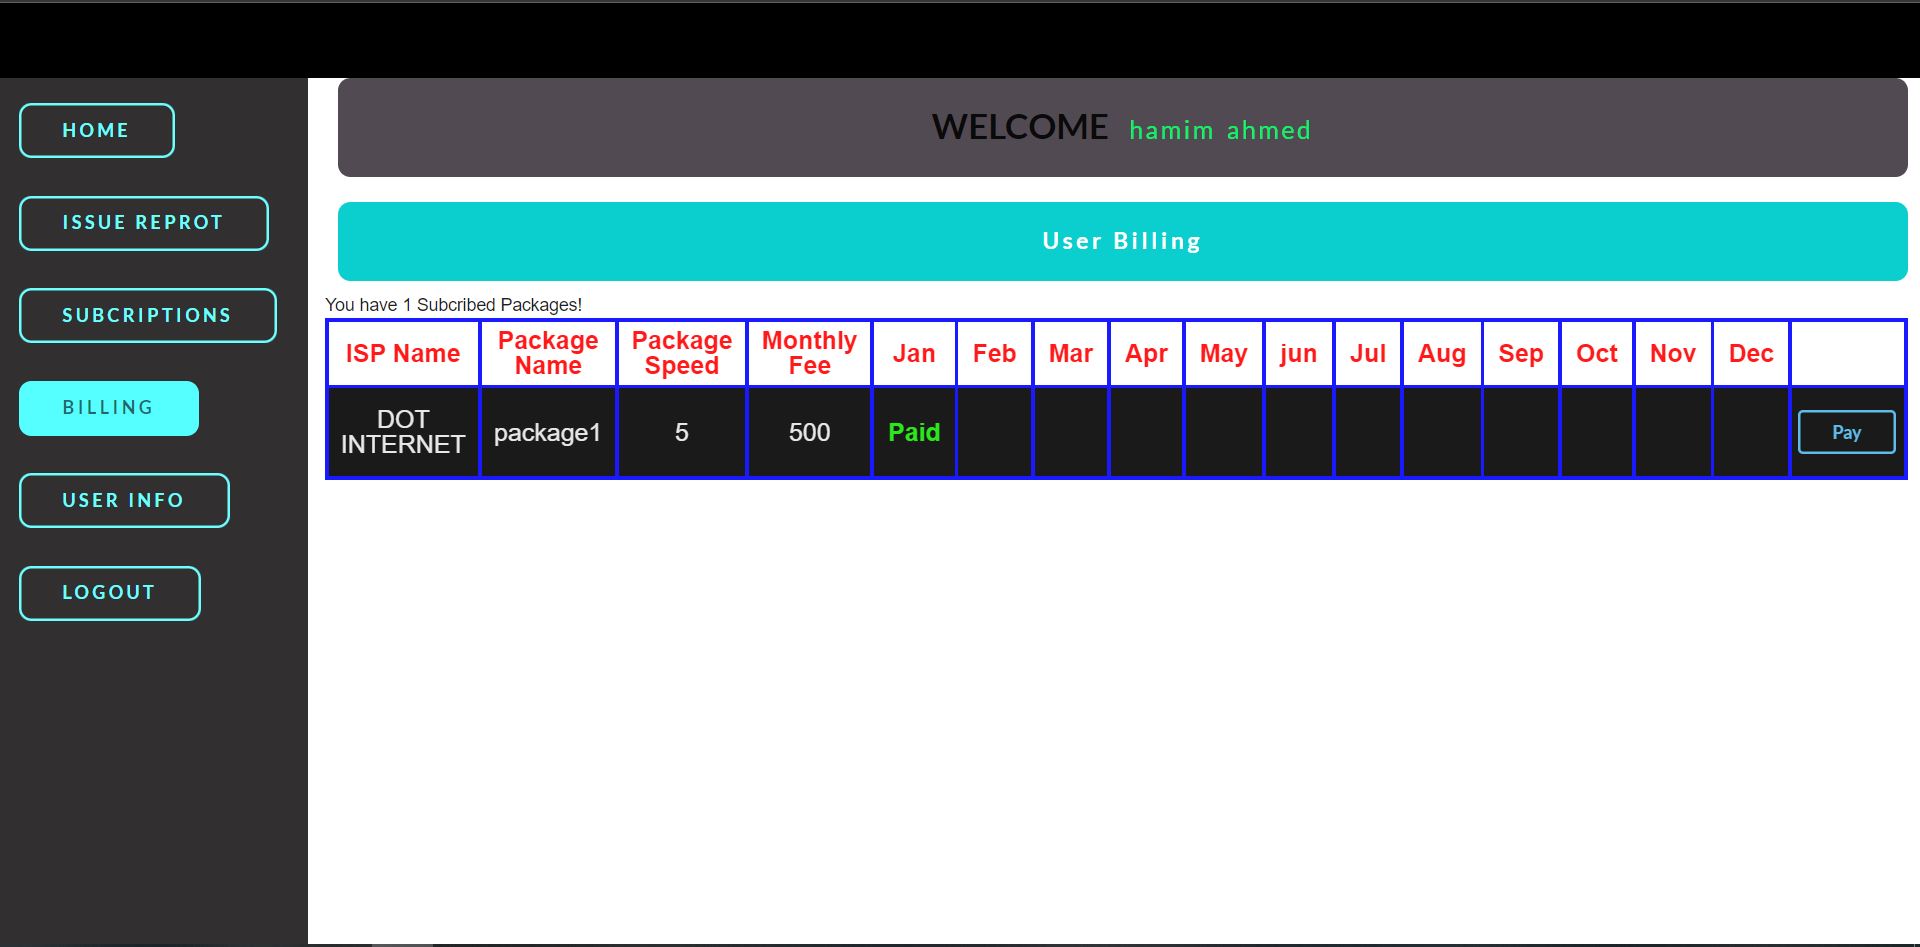 HOME
ISSUE REPROT
SUBCRIPTIONS
BILLING
USER INFO
LOGOUT
WELCOME hamim ahmed
User Billing
You have 1 Subcribed Packages!
ISP Name Package Name Package Speed Monthly Fee Jan Feb Mar Apr May jun Jul Aug Sep Oct Nov Dec
DOT INTERNET package1 5 500 Paid Pay